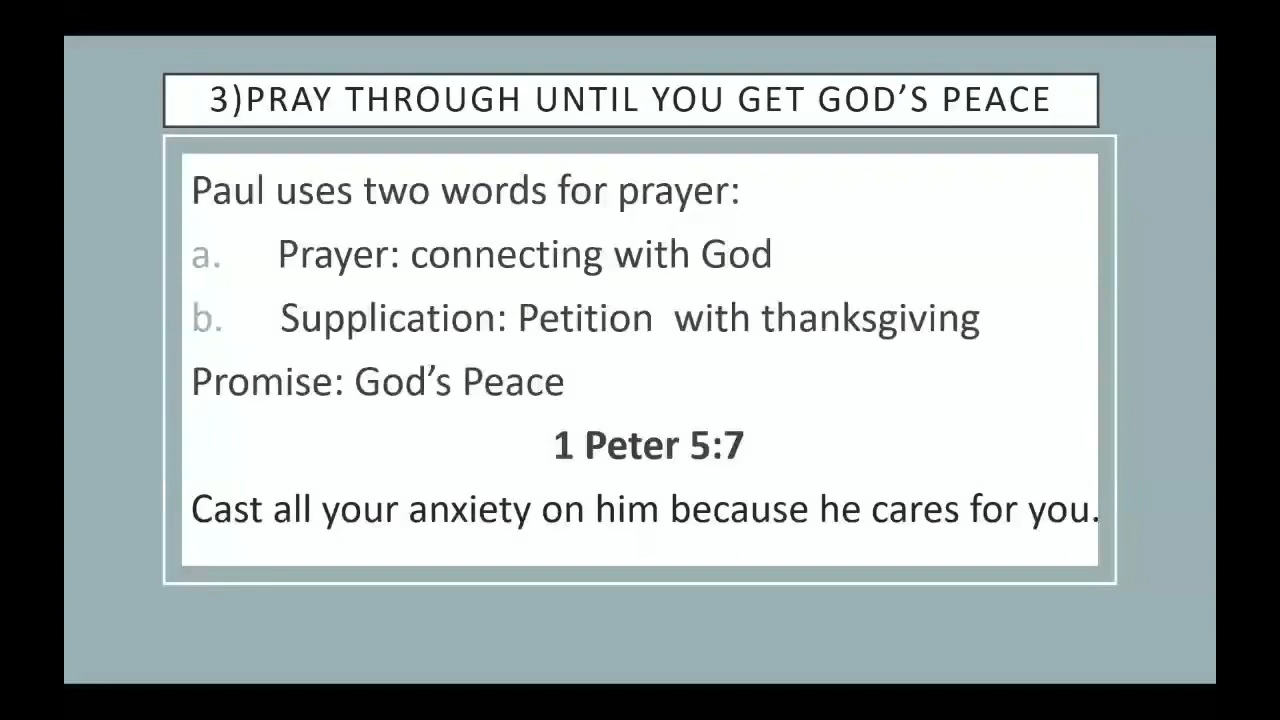 3)PRAY THROUGH UNTIL YOU GET GOD’S PEACE
Paul uses two words for prayer:
a. Prayer: connecting with God
b. Supplication: Petition  with thanksgiving
Promise: God’s Peace
1 Peter 5:7
Cast all your anxiety on him because he cares for you.